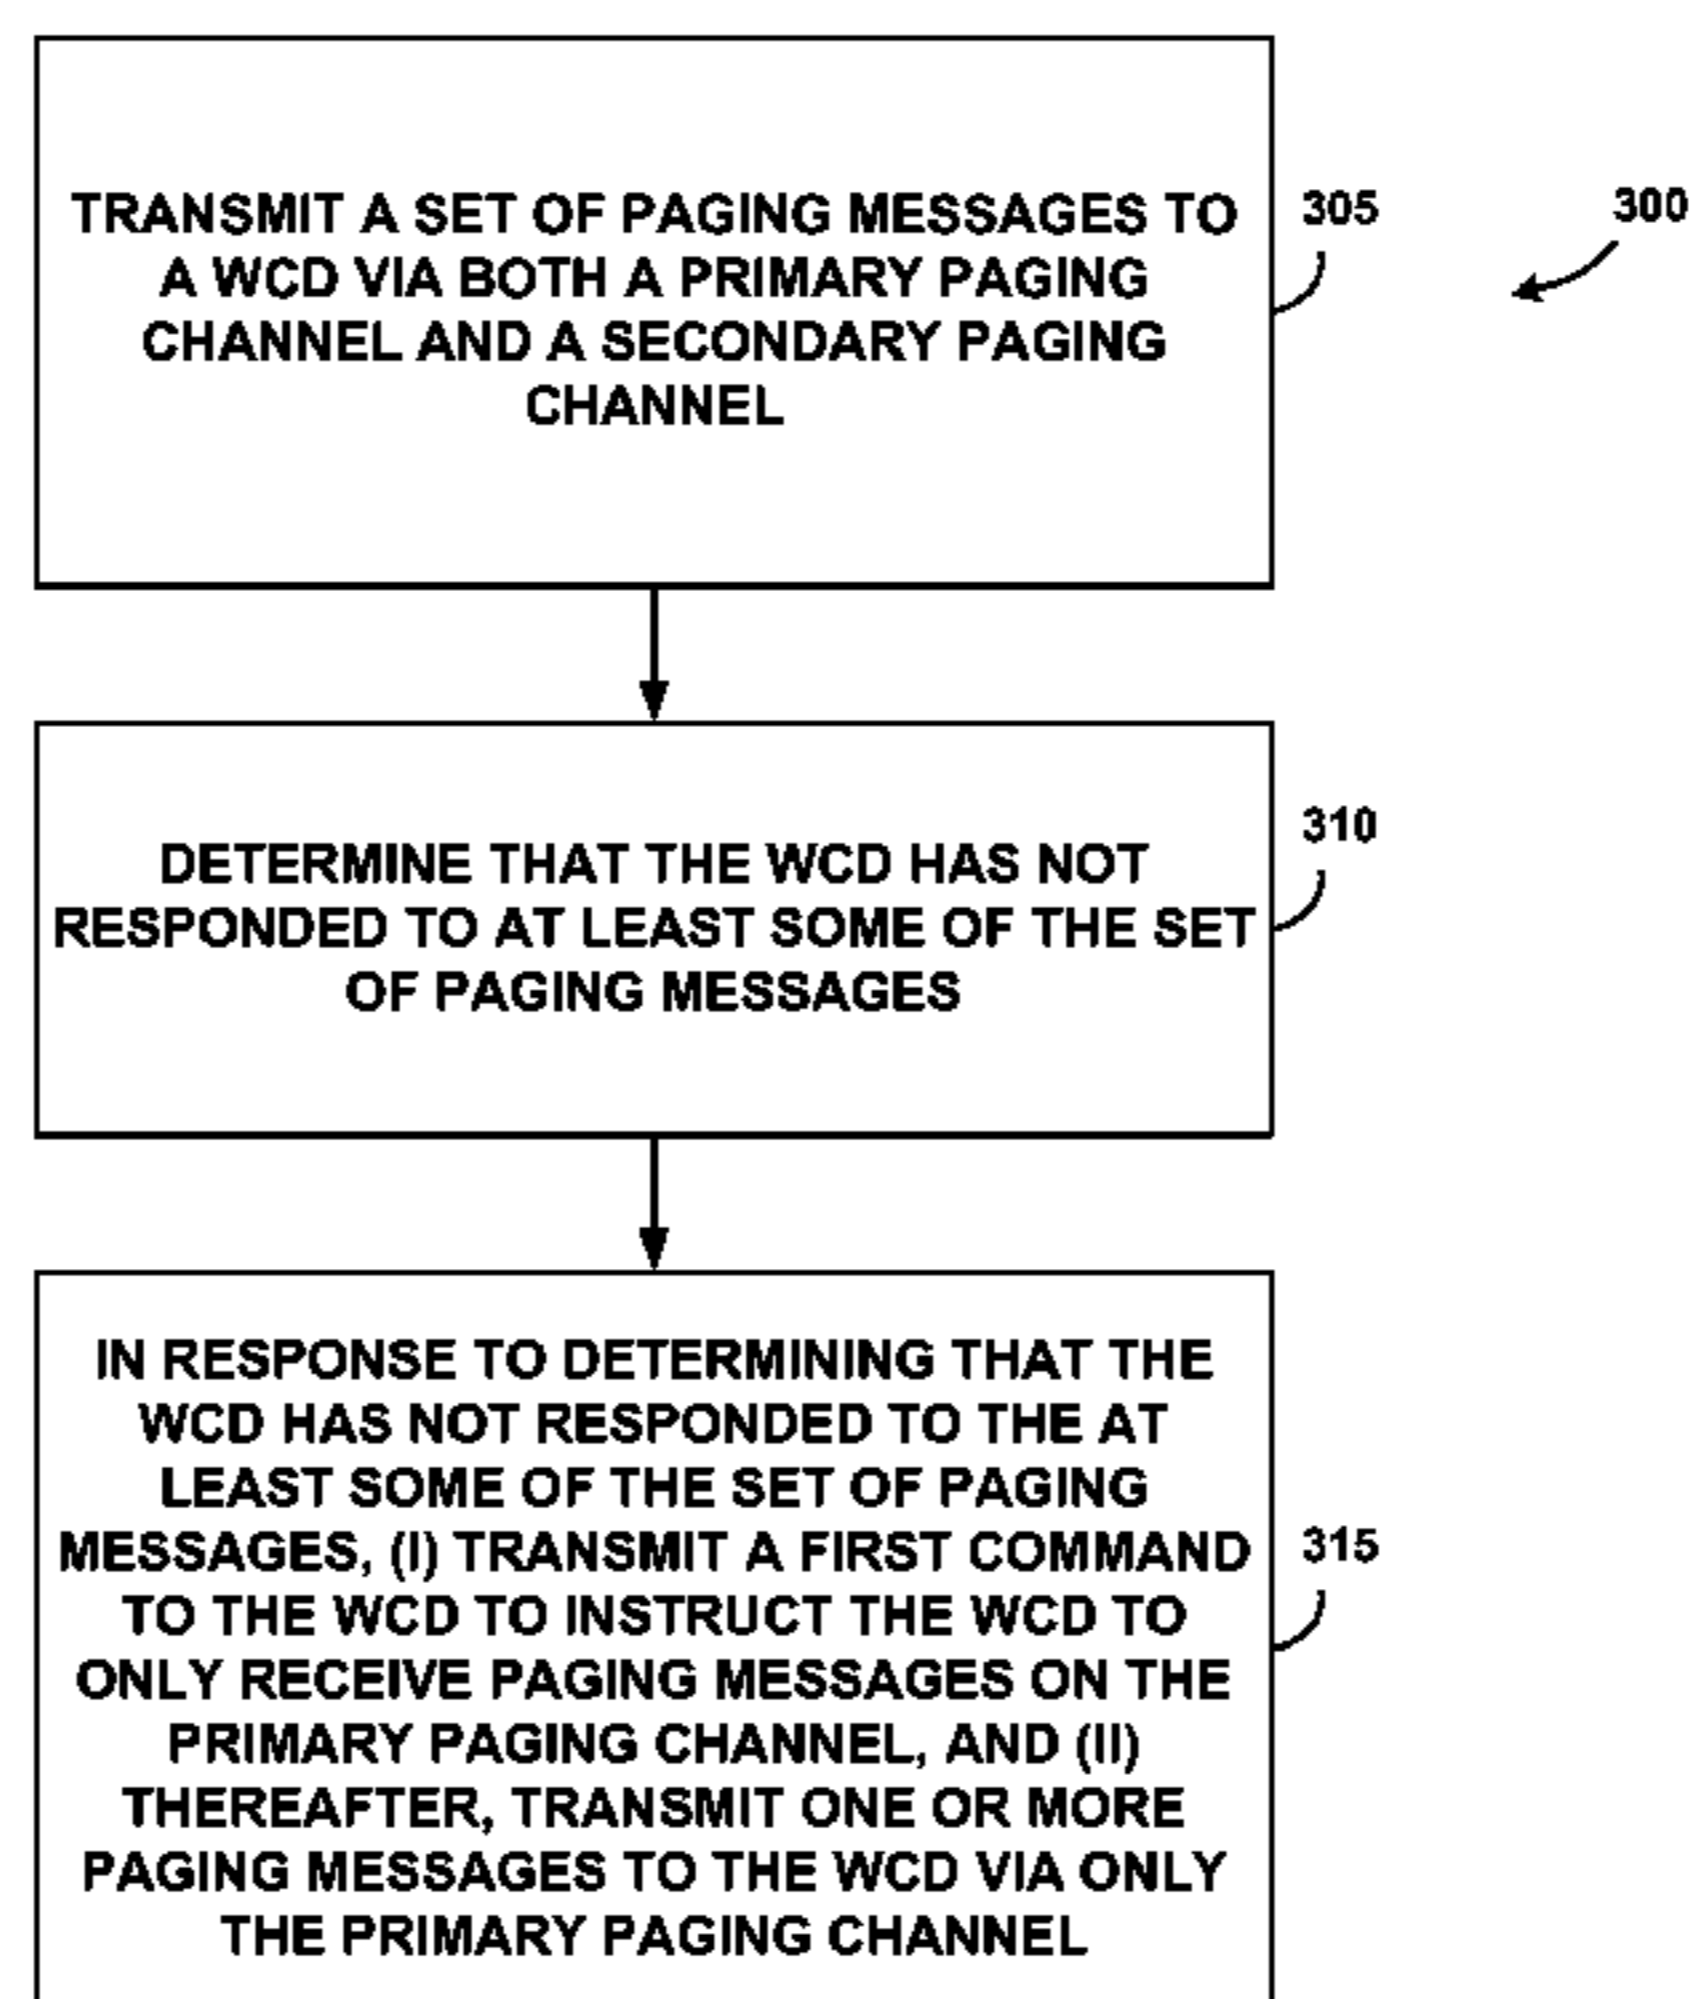 TRANSMIT A SET OF PAGING MESSAGES TO
A WCD VIA BOTH A PRIMARY PAGING
CHANNEL AND A SECONDARY PAGING
CHANNEL
305
300
DETERMINE THAT THE WCD HAS NOT
RESPONDED TO AT LEAST SOME OF THE SET
OF PAGING MESSAGES
310
IN RESPONSE TO DETERMINING THAT THE
WCD HAS NOT RESPONDED TO THE AT
LEAST SOME OF THE SET OF PAGING
MESSAGES, (I) TRANSMIT A FIRST COMMAND
TO THE WCD TO INSTRUCT THE WCD TO
ONLY RECEIVE PAGING MESSAGES ON THE
PRIMARY PAGING CHANNEL, AND (II)
THEREAFTER, TRANSMIT ONE OR MORE
PAGING MESSAGES TO THE WCD VIA ONLY
THE PRIMARY PAGING CHANNEL
315